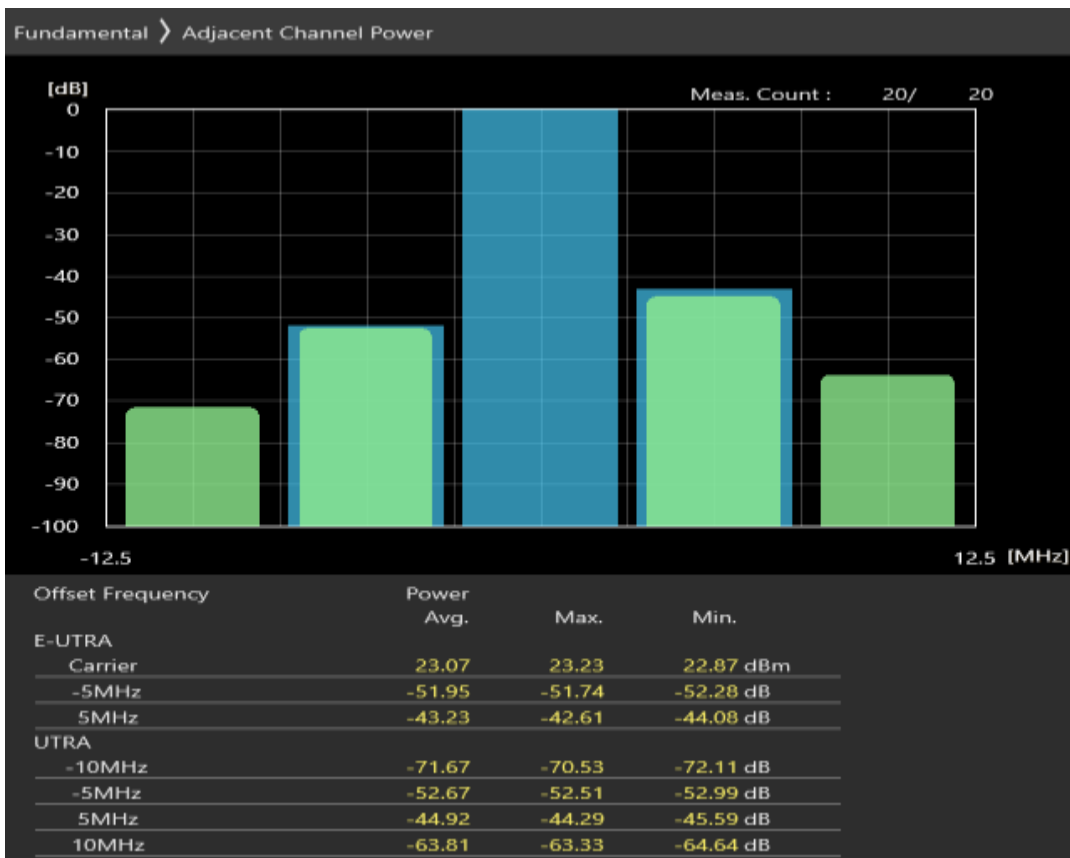 Fundamental ❭ Adjacent Channel Power
[dB]
Meas. Count : 20/ 20
0
-10
-20
-30
-40
-50
-60
-70
-80
-90
-100
-12.5 12.5 [MHz]
Offset Frequency Power
Avg. Max. Min.
E-UTRA
Carrier 23.07 23.23 22.87 dBm
-5MHz -51.95 -51.74 -52.28 dB
5MHz -43.23 -42.61 -44.08 dB
UTRA
-10MHz -71.67 -70.53 -72.11 dB
-5MHz -52.67 -52.51 -52.99 dB
5MHz -44.92 -44.29 -45.59 dB
10MHz -63.81 -63.33 -64.64 dB